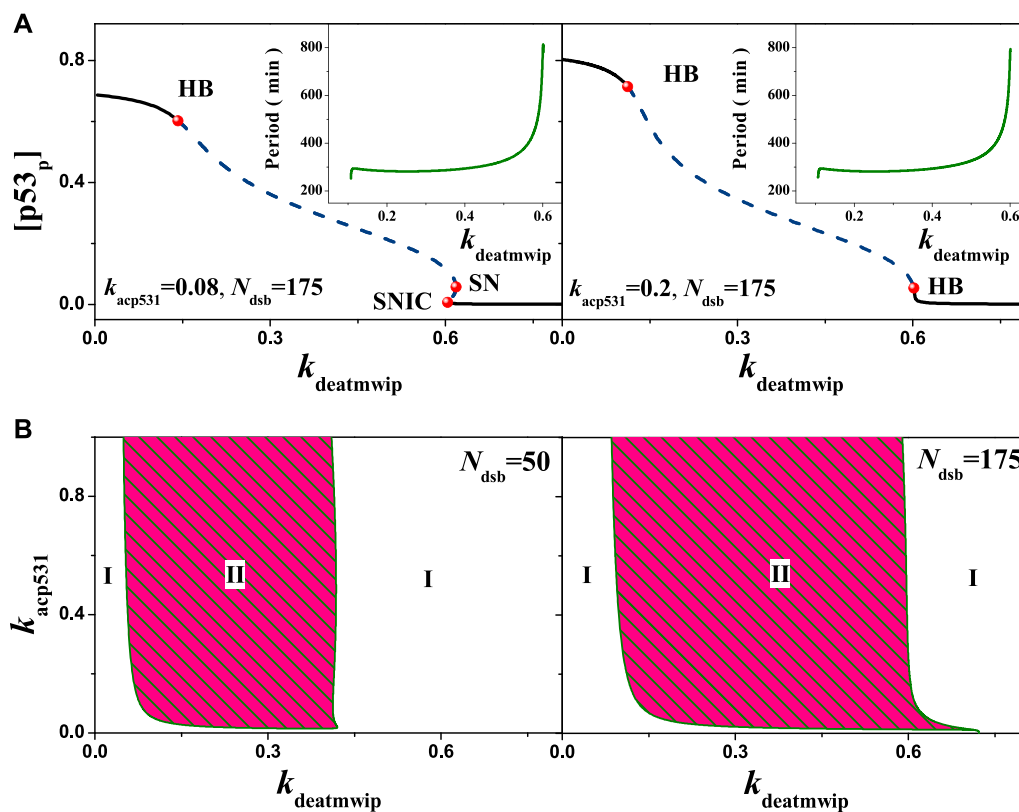 A
[p53p]
0.8
0.4
0.0
HB
SN
SNIC
kacp531=0.08, Ndsb=175
0.0 0.3 0.6
kdeatmwip
Period ( min )
800
600
400
200
0.2 0.4 0.6
kdeatmwip
HB
HB
kacp531=0.2, Ndsb=175
0.0 0.3 0.6
kdeatmwip
Period ( min )
800
600
400
200
0.2 0.4 0.6
kdeatmwip
B
kacp531
0.8
0.4
0.0
I
II
I
Ndsb=50
0.0 0.3 0.6
kdeatmwip
I
II
I
Ndsb=175
0.0 0.3 0.6
kdeatmwip